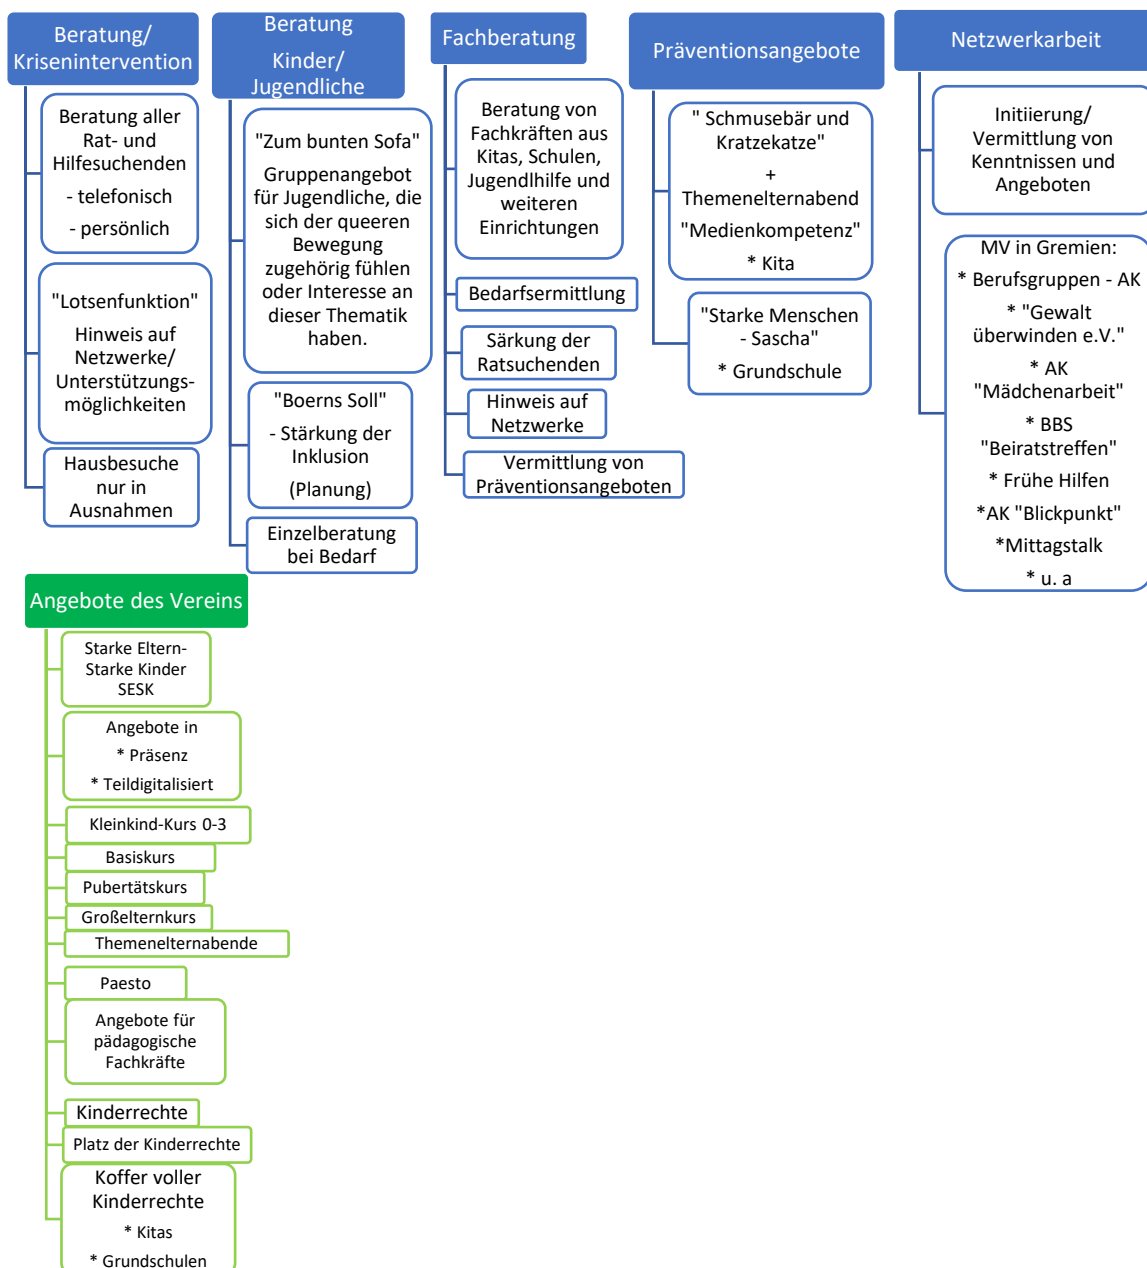 Beratung/
Krisenintervention
Beratung aller
Rat- und
Hilfesuchenden
- telefonisch
- persönlich
"Lotsenfunktion"
Hinweis auf
Netzwerke/
Unterstützungs-
möglichkeiten
Hausbesuche
nur in
Ausnahmen
Beratung
Kinder/
Jugendliche
"Zum bunten Sofa"
Gruppenangebot
für Jugendliche, die
sich der queeren
Bewegung
zugehörig fühlen
oder Interesse an
dieser Thematik
haben.
"Boerns Soll"
- Stärkung der
Inklusion
(Planung)
Einzelberatung
bei Bedarf
Fachberatung
Beratung von
Fachkräften aus
Kitas, Schulen,
Jugendlhilfe und
weiteren
Einrichtungen
Bedarfsermittlung
Särkung der
Ratsuchenden
Hinweis auf
Netzwerke
Vermittlung von
Präventionsangeboten
Präventionsangebote
" Schmusebär und
Kratzekatze"
+
Themenelternabend
"Medienkompetenz"
* Kita
"Starke Menschen
- Sascha"
* Grundschule
Netzwerkarbeit
Initiierung/
Vermittlung von
Kenntnissen und
Angeboten
MV in Gremien:
* Berufsgruppen - AK
* "Gewalt
überwinden e.V."
* AK
"Mädchenarbeit"
* BBS
"Beiratstreffen"
* Frühe Hilfen
*AK "Blickpunkt"
*Mittagstalk
* u. a
Angebote des Vereins
Starke Eltern-
Starke Kinder
SESK
Angebote in
* Präsenz
* Teildigitalisiert
Kleinkind-Kurs 0-3
Basiskurs
Pubertätskurs
Großelternkurs
Themenelternabende
Paesto
Angebote für
pädagogische
Fachkräfte
Kinderrechte
Platz der Kinderrechte
Koffer voller
Kinderrechte
* Kitas
* Grundschulen